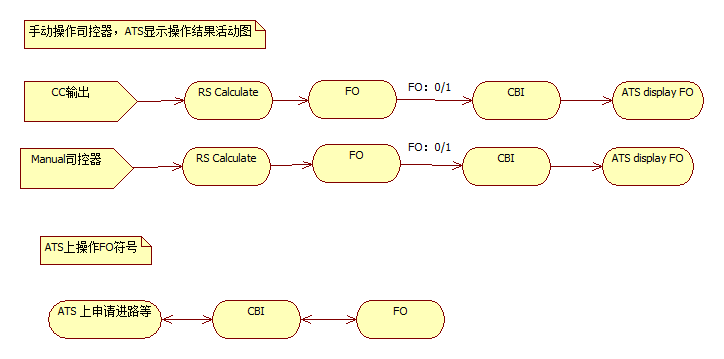 手动操作司控器，ATS显示操作结果活动图
CC输出
RS Calculate
FO
FO：0/1
CBI
ATS display FO
Manual司控器
RS Calculate
FO
FO：0/1
CBI
ATS display FO
ATS上操作FO符号
ATS 上申请进路等
CBI
FO